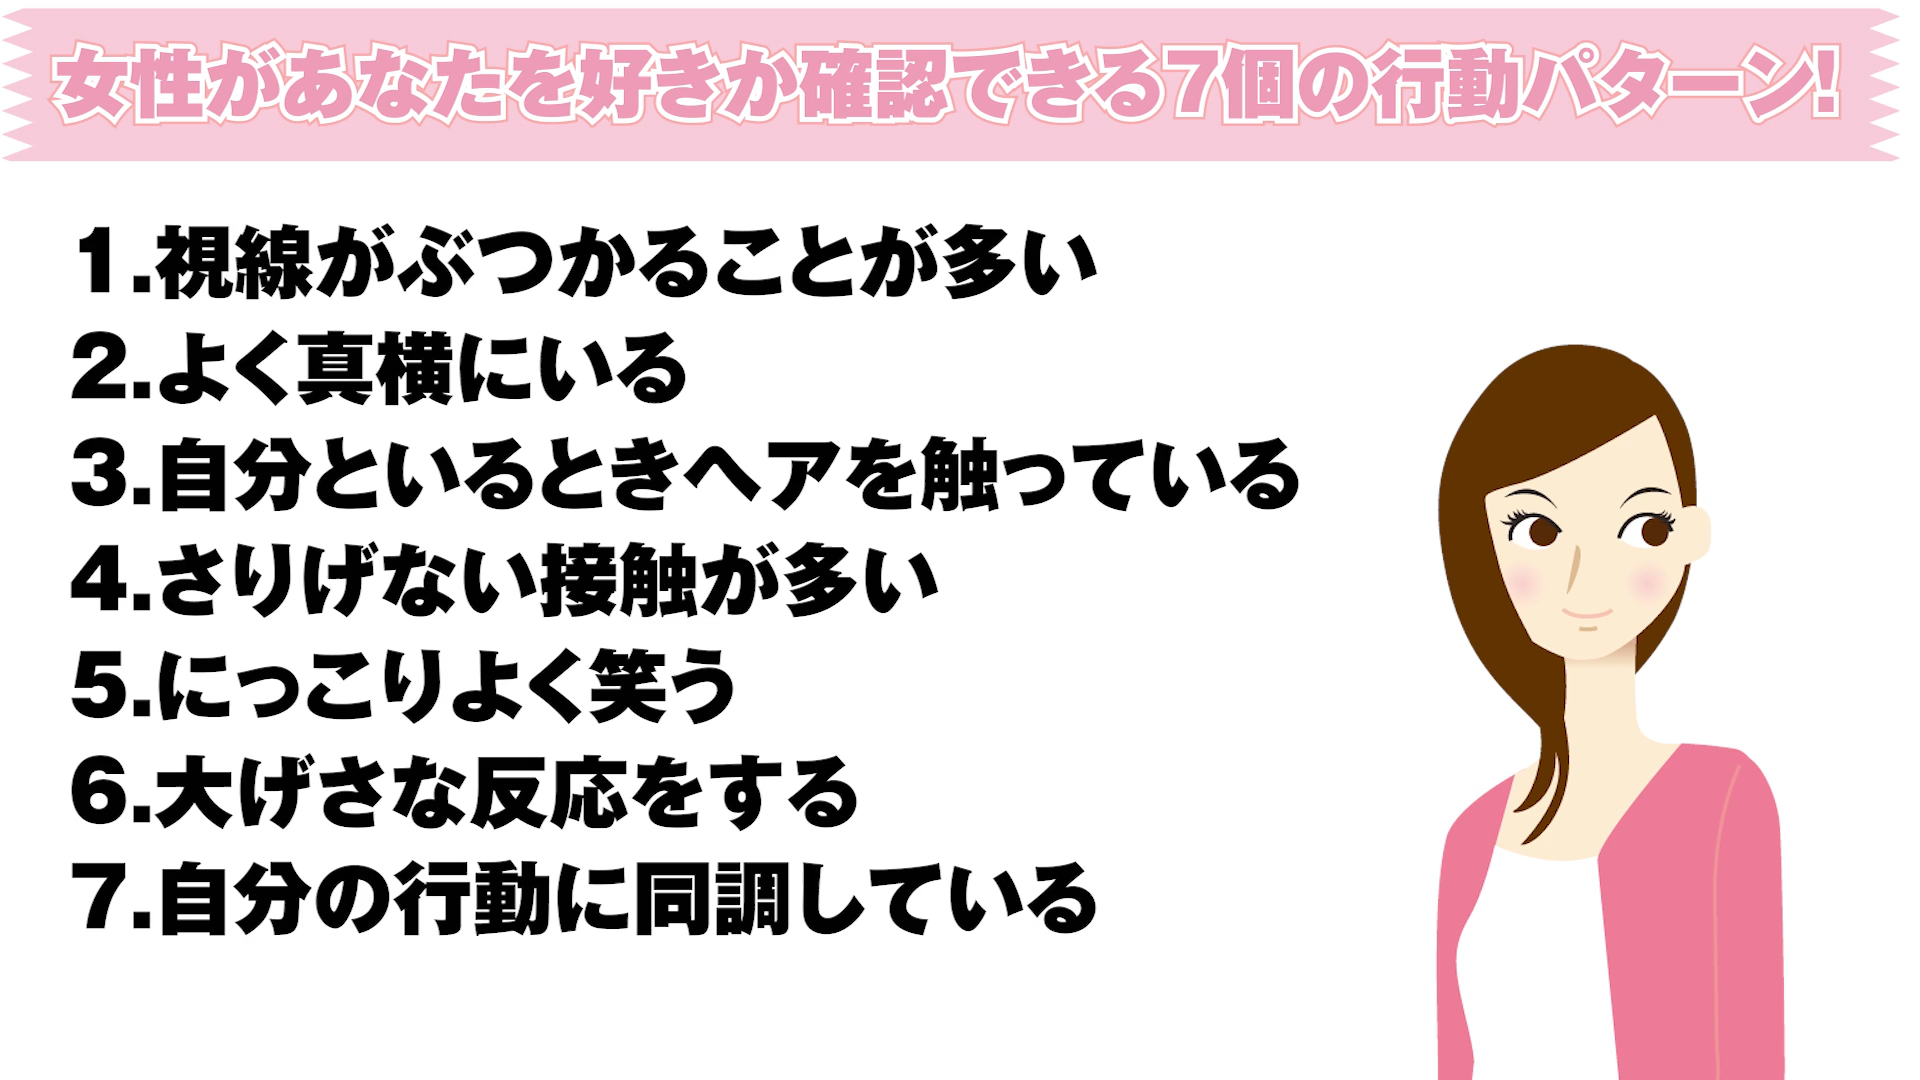 女性があなたを好きか確認できる7個の行動パターン!
1.視線がぶつかることが多い
2.よく真横にいる
3.自分といるときヘアを触っている
4.さりげない接触が多い
5.にっこりよく笑う
6.大げさな反応をする
7.自分の行動に同調している